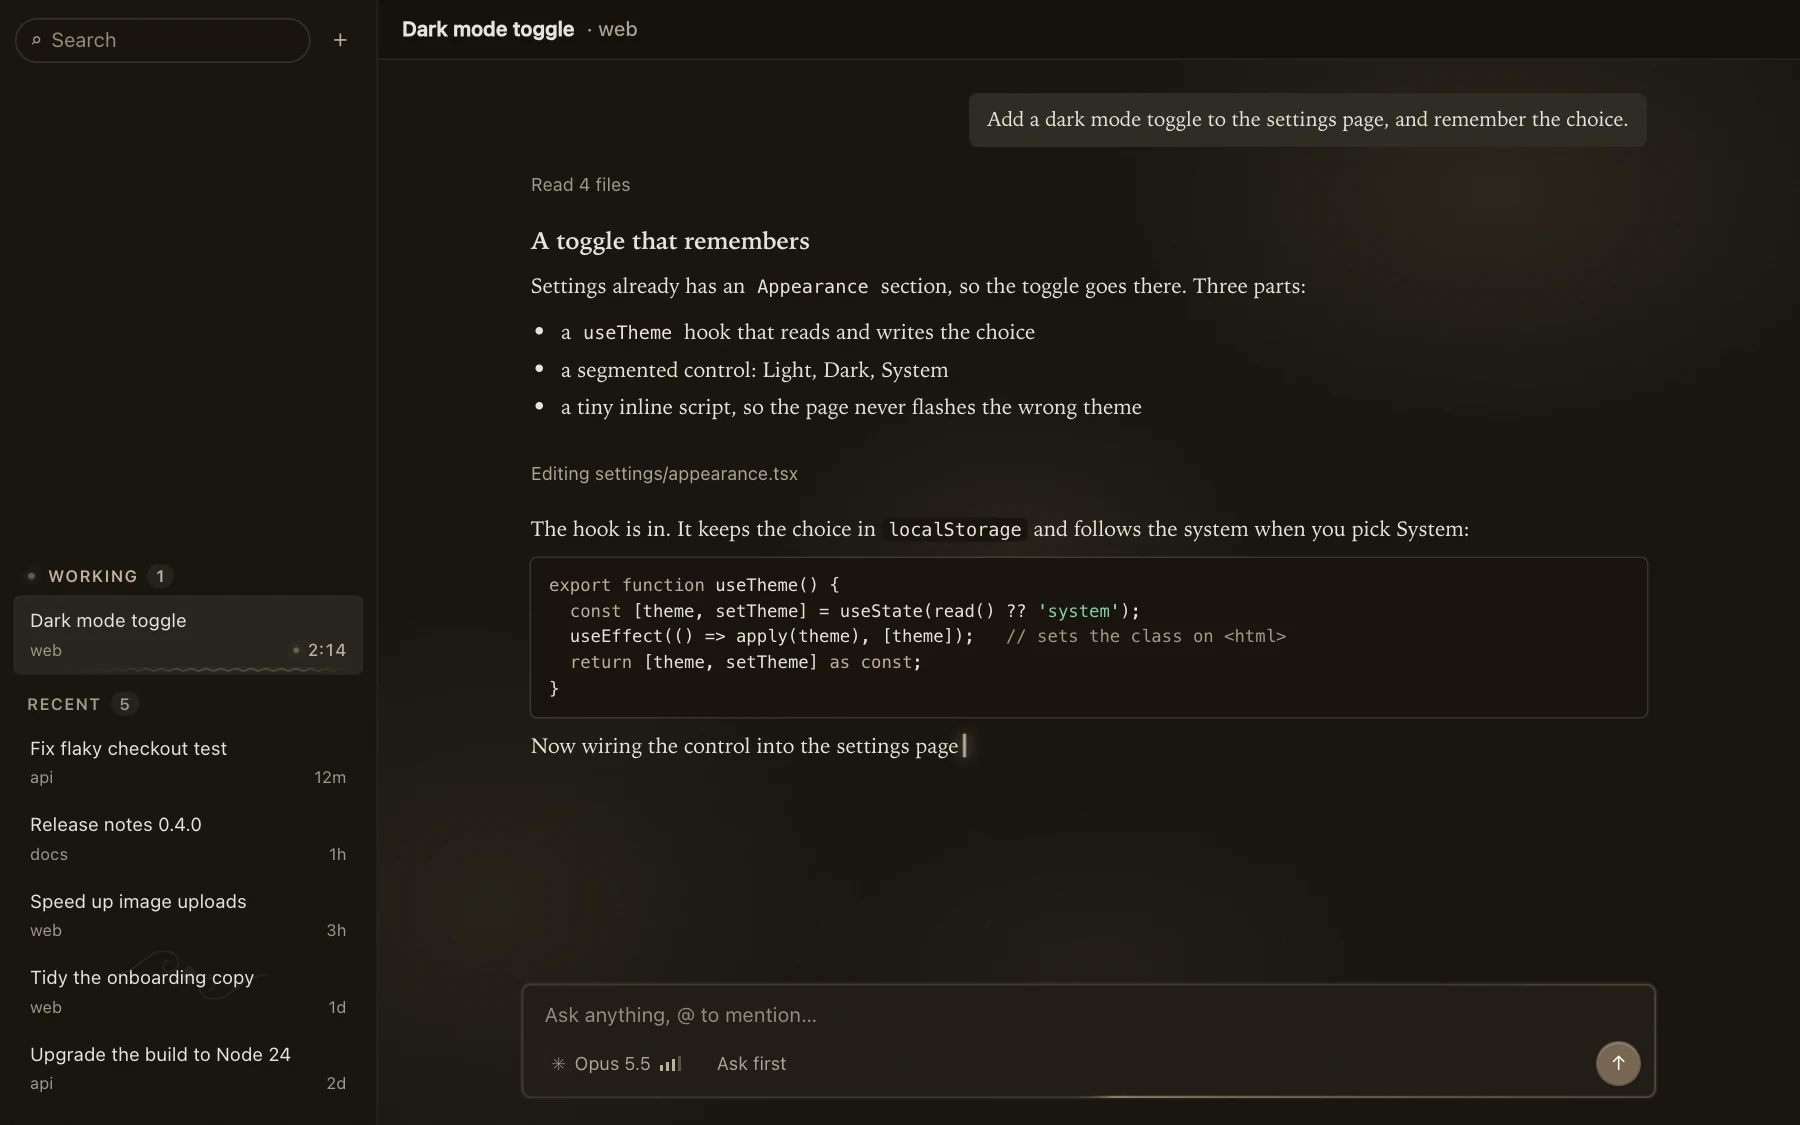 Search
+
WORKING 1
Dark mode toggle
web 2:14
RECENT 5
Fix flaky checkout test
api 12m
Release notes 0.4.0
docs 1h
Speed up image uploads
web 3h
Tidy the onboarding copy
web 1d
Upgrade the build to Node 24
api 2d
Dark mode toggle · web
Add a dark mode toggle to the settings page, and remember the choice.
Read 4 files
A toggle that remembers
Settings already has an Appearance section, so the toggle goes there. Three parts:
• a useTheme hook that reads and writes the choice
• a segmented control: Light, Dark, System
• a tiny inline script, so the page never flashes the wrong theme
Editing settings/appearance.tsx
The hook is in. It keeps the choice in localStorage and follows the system when you pick System:
export function useTheme() {
  const [theme, setTheme] = useState(read() ?? 'system');
  useEffect(() => apply(theme), [theme]);   // sets the class on <html>
  return [theme, setTheme] as const;
}
Now wiring the control into the settings page
Ask anything, @ to mention...
Opus 5.5 Ask first